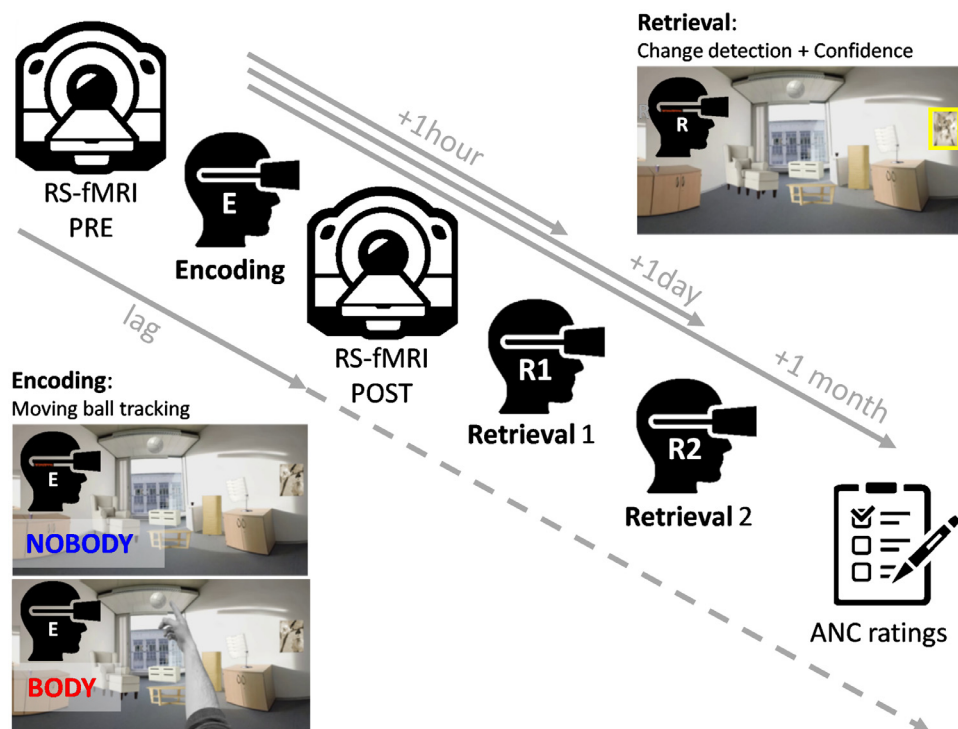 Retrieval:
Change detection + Confidence
R
+1hour
RS-fMRI
PRE
E
Encoding
+1day
lag
RS-fMRI
POST
R1
Retrieval 1
+1 month
R2
Retrieval 2
Encoding:
Moving ball tracking
E
NOBODY
E
BODY
ANC ratings